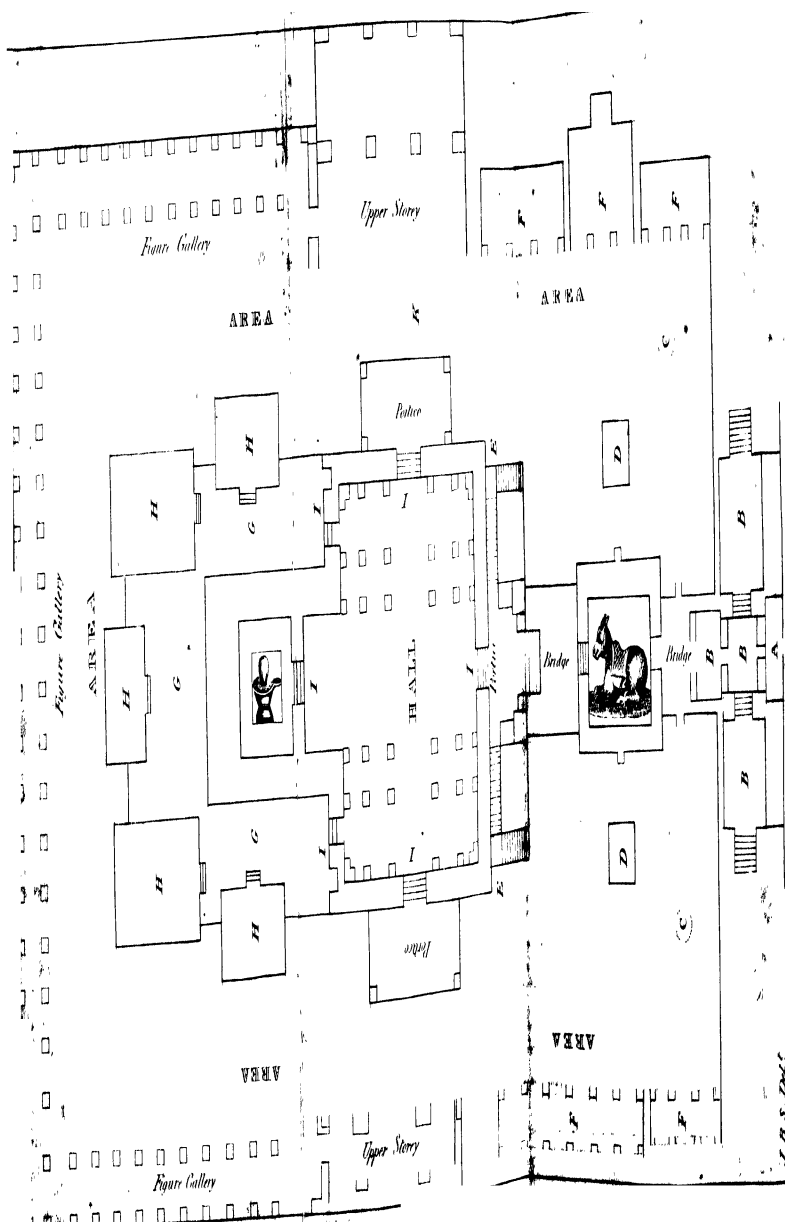 Upper Storey
F
F
F
Figure Gallery
AREA
AREA
K
C
Portico
H
E
D
H
I
I
B
G
Figure Gallery
AREA
HALL
H
G
I
I
Portico
Bridge
Bridge
B
B
A
B
G
I
I
D
H
E
H
Portico
C
AREA
AREA
F
F
Upper Storey
Figure Gallery